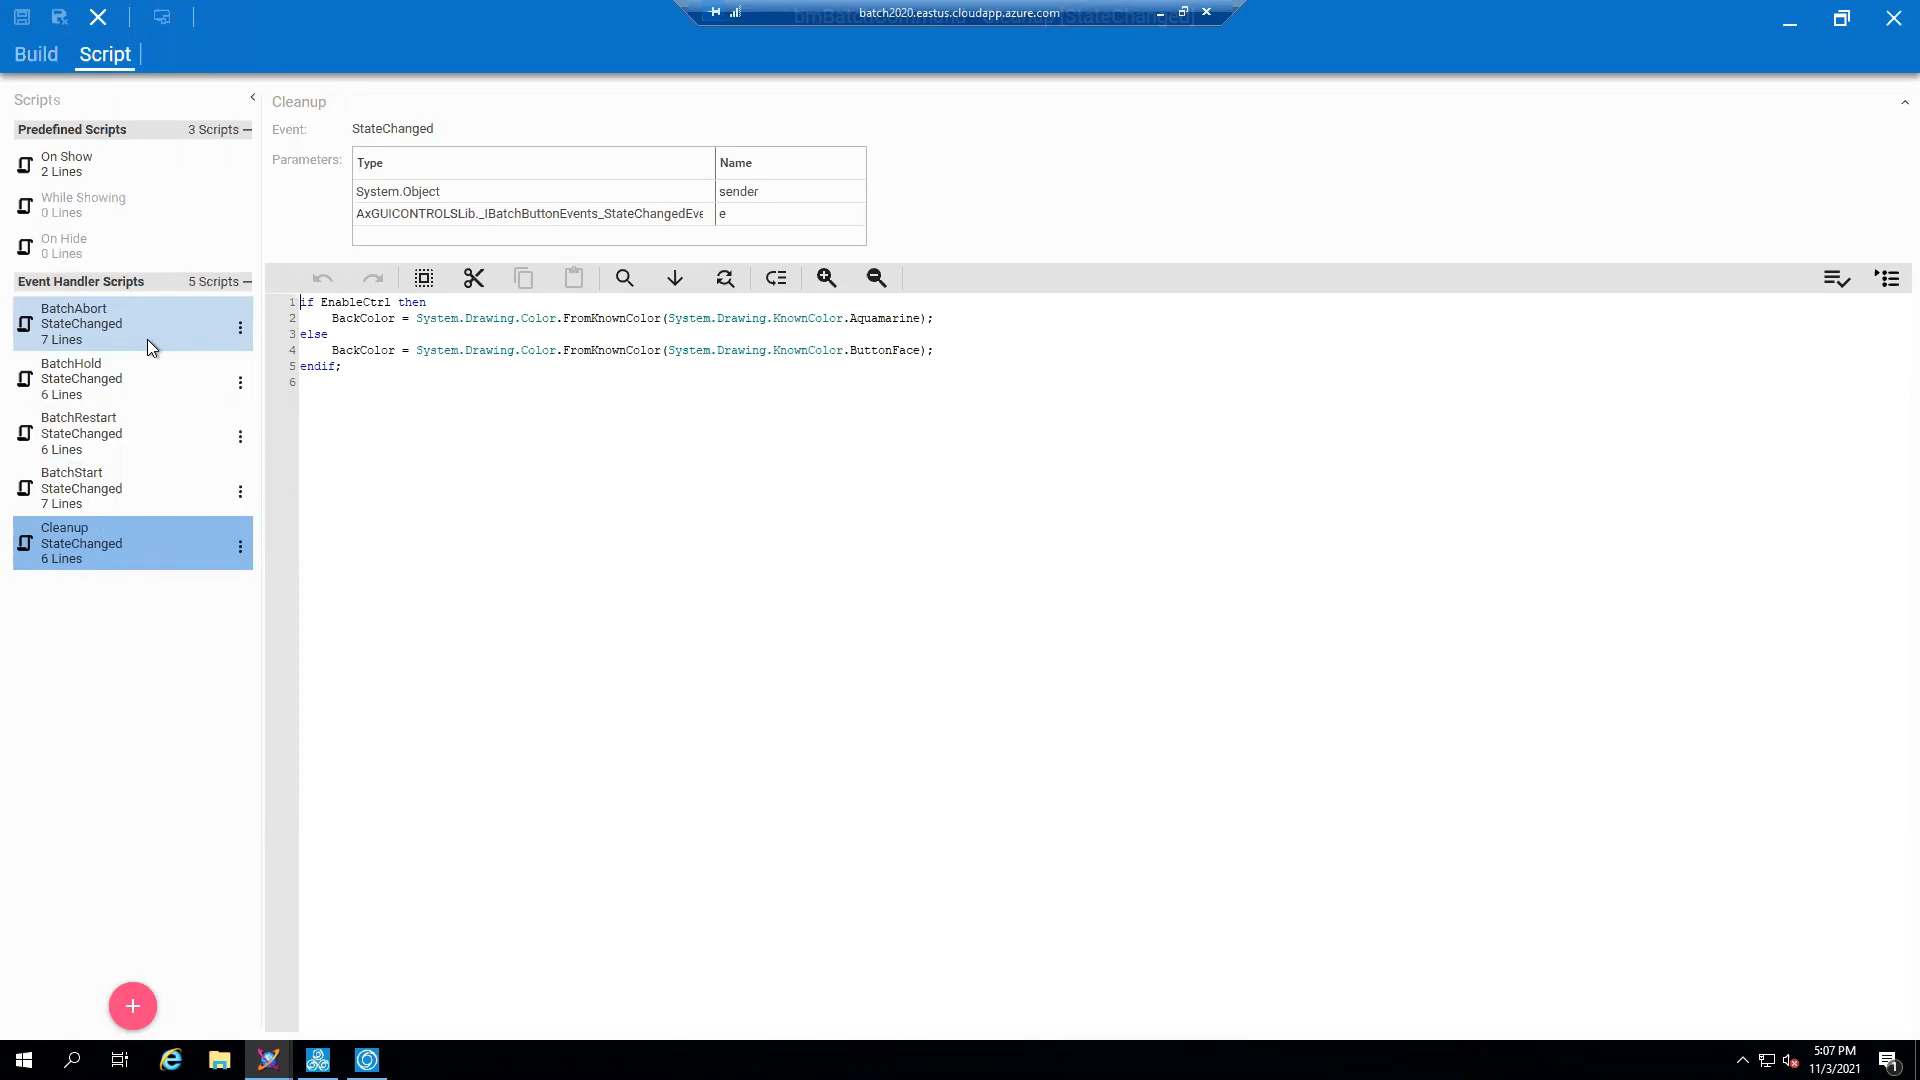 batch2020.eastus.cloudapp.azure.com
Build Script
Scripts
Predefined Scripts 3 Scripts
On Show
2 Lines
While Showing
0 Lines
On Hide
0 Lines
Event Handler Scripts 5 Scripts
BatchAbort
StateChanged
7 Lines
BatchHold
StateChanged
6 Lines
BatchRestart
StateChanged
6 Lines
BatchStart
StateChanged
7 Lines
Cleanup
StateChanged
6 Lines
Cleanup
Event: StateChanged
Parameters:
Type Name
System.Object sender
AxGUICONTROLSLib._IBatchButtonEvents_StateChangedEve e
1 if EnableCtrl then
2 BackColor = System.Drawing.Color.FromKnownColor(System.Drawing.KnownColor.Aquamarine);
3 else
4 BackColor = System.Drawing.Color.FromKnownColor(System.Drawing.KnownColor.ButtonFace);
5 endif;
6
5:07 PM
11/3/2021
1